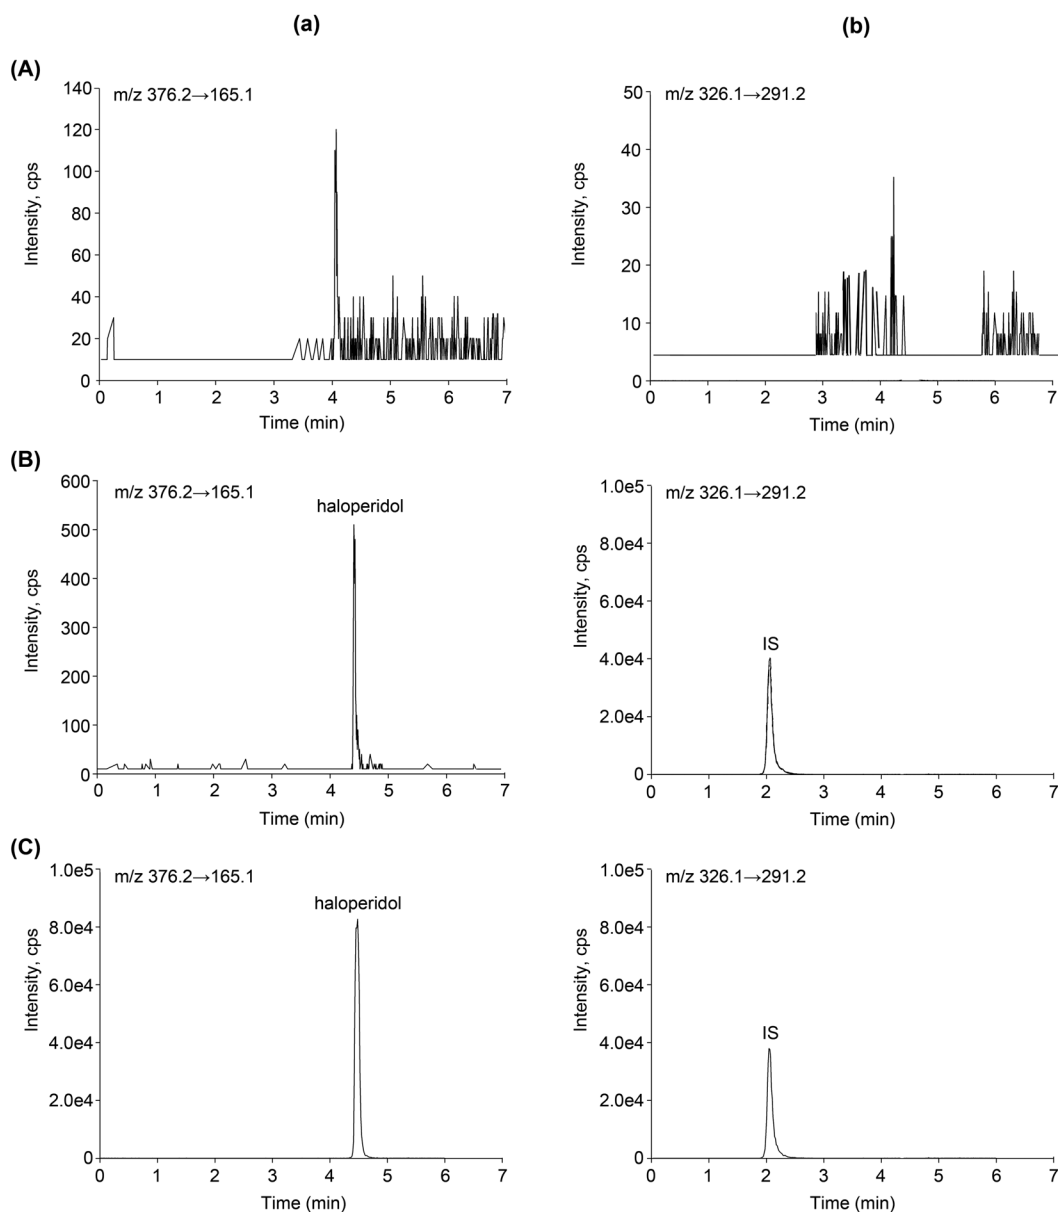 (a)
(b)
(A)
m/z 376.2→165.1
Intensity, cps
140
120
100
80
60
40
20
0
0 1 2 3 4 5 6 7
Time (min)
m/z 326.1→291.2
Intensity, cps
50
40
30
20
10
0
0 1 2 3 4 5 6 7
Time (min)
(B)
m/z 376.2→165.1
haloperidol
Intensity, cps
600
500
400
300
200
100
0
0 1 2 3 4 5 6 7
Time (min)
m/z 326.1→291.2
IS
Intensity, cps
1.0e5
8.0e4
6.0e4
4.0e4
2.0e4
0
0 1 2 3 4 5 6 7
Time (min)
(C)
m/z 376.2→165.1
haloperidol
Intensity, cps
1.0e5
8.0e4
6.0e4
4.0e4
2.0e4
0
0 1 2 3 4 5 6 7
Time (min)
m/z 326.1→291.2
IS
Intensity, cps
1.0e5
8.0e4
6.0e4
4.0e4
2.0e4
0
0 1 2 3 4 5 6 7
Time (min)